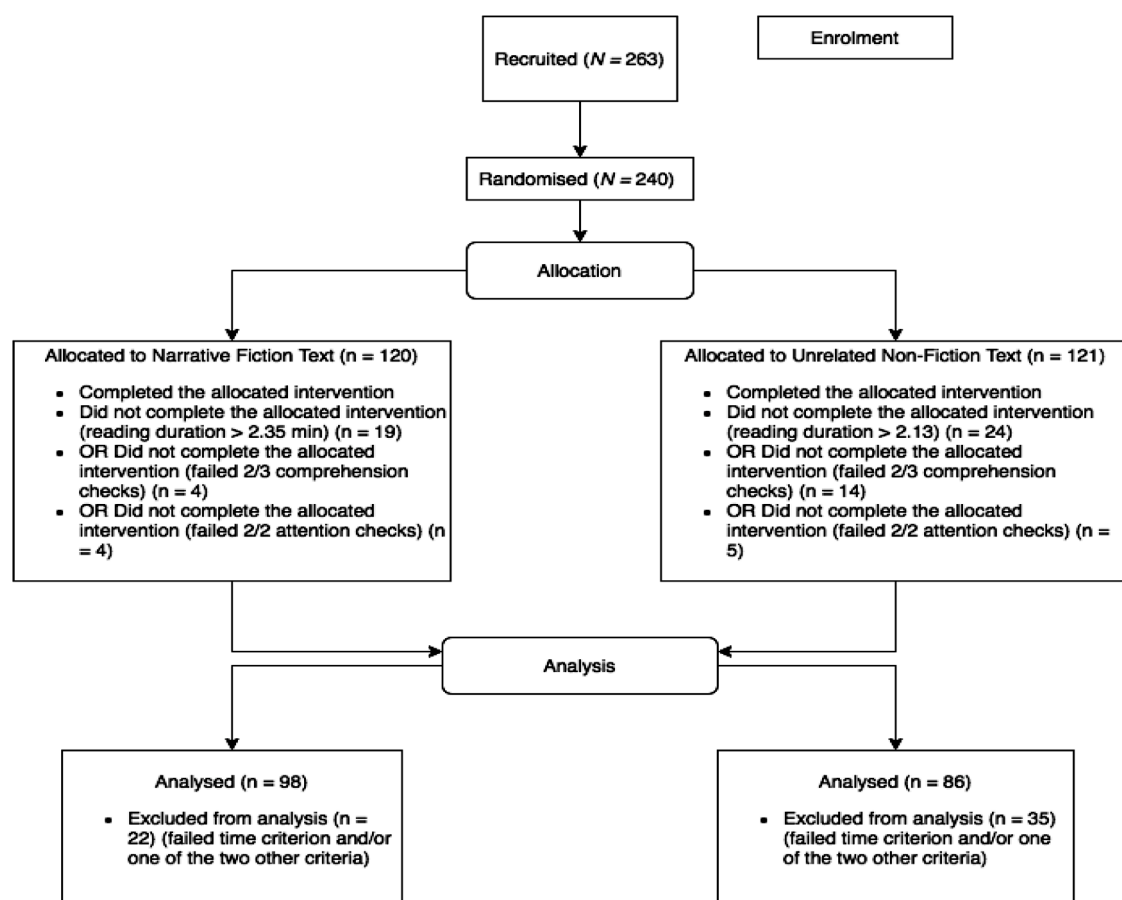 Recruited (N = 263)
Enrolment
Randomised (N = 240)
Allocation
Allocated to Narrative Fiction Text (n = 120)
▪ Completed the allocated intervention
▪ Did not complete the allocated intervention
(reading duration > 2.35 min) (n = 19)
▪ OR Did not complete the allocated
intervention (failed 2/3 comprehension
checks) (n = 4)
▪ OR Did not complete the allocated
intervention (failed 2/2 attention checks) (n
= 4)
Allocated to Unrelated Non-Fiction Text (n = 121)
▪ Completed the allocated intervention
▪ Did not complete the allocated intervention
(reading duration > 2.13) (n = 24)
▪ OR Did not complete the allocated
intervention (failed 2/3 comprehension
checks) (n = 14)
▪ OR Did not complete the allocated
intervention (failed 2/2 attention checks) (n =
5)
Analysis
Analysed (n = 98)
▪ Excluded from analysis (n =
22) (failed time criterion and/or
one of the two other criteria)
Analysed (n = 86)
▪ Excluded from analysis (n = 35)
(failed time criterion and/or one
of the two other criteria)